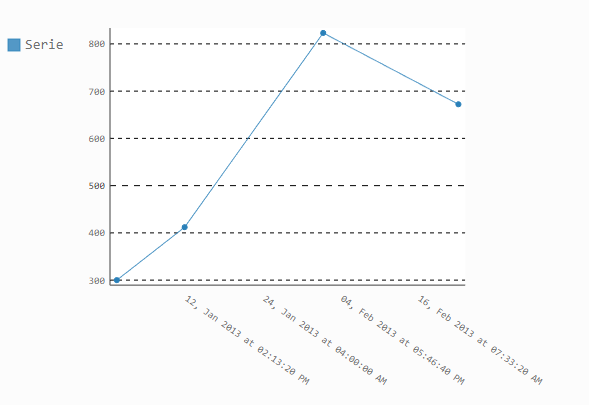 Serie
800
700
600
500
400
300
12, Jan 2013 at 02:13:20 PM
24, Jan 2013 at 04:00:00 AM
04, Feb 2013 at 05:46:40 PM
16, Feb 2013 at 07:33:20 AM